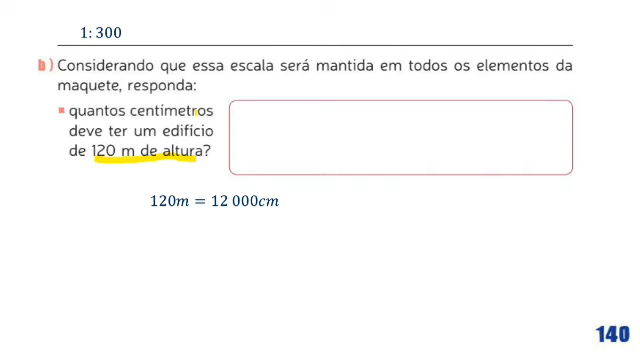 1: 300
b) Considerando que essa escala será mantida em todos os elementos da
maquete, responda:
quantos centímetros
deve ter um edifício
de 120 m de altura?
120m = 12 000cm
140